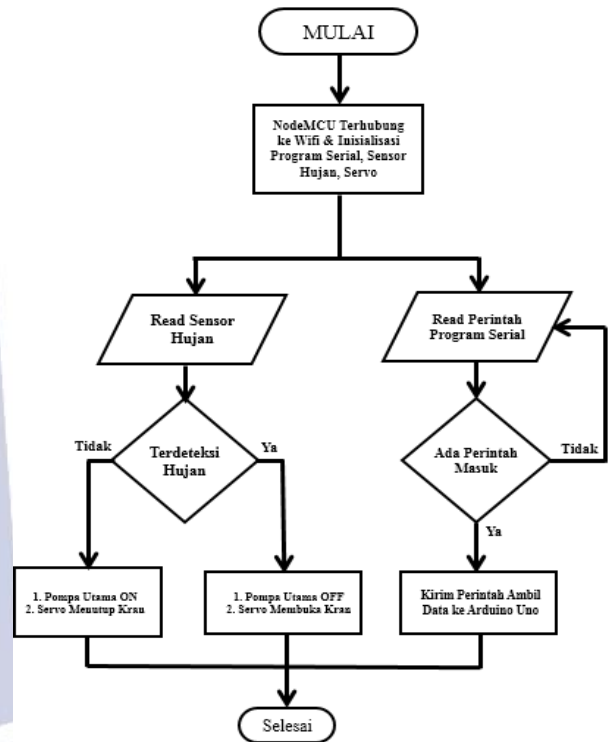 MULAI
NodeMCU Terhubung
ke Wifi & Inisialisasi
Program Serial, Sensor
Hujan, Servo
Read Sensor
Hujan
Read Perintah
Program Serial
Tidak
Terdeteksi
Hujan
Ya
Ada Perintah
Masuk
Tidak
Ya
1. Pompa Utama ON
2. Servo Menutup Kran
1. Pompa Utama OFF
2. Servo Membuka Kran
Kirim Perintah Ambil
Data ke Arduino Uno
Selesai